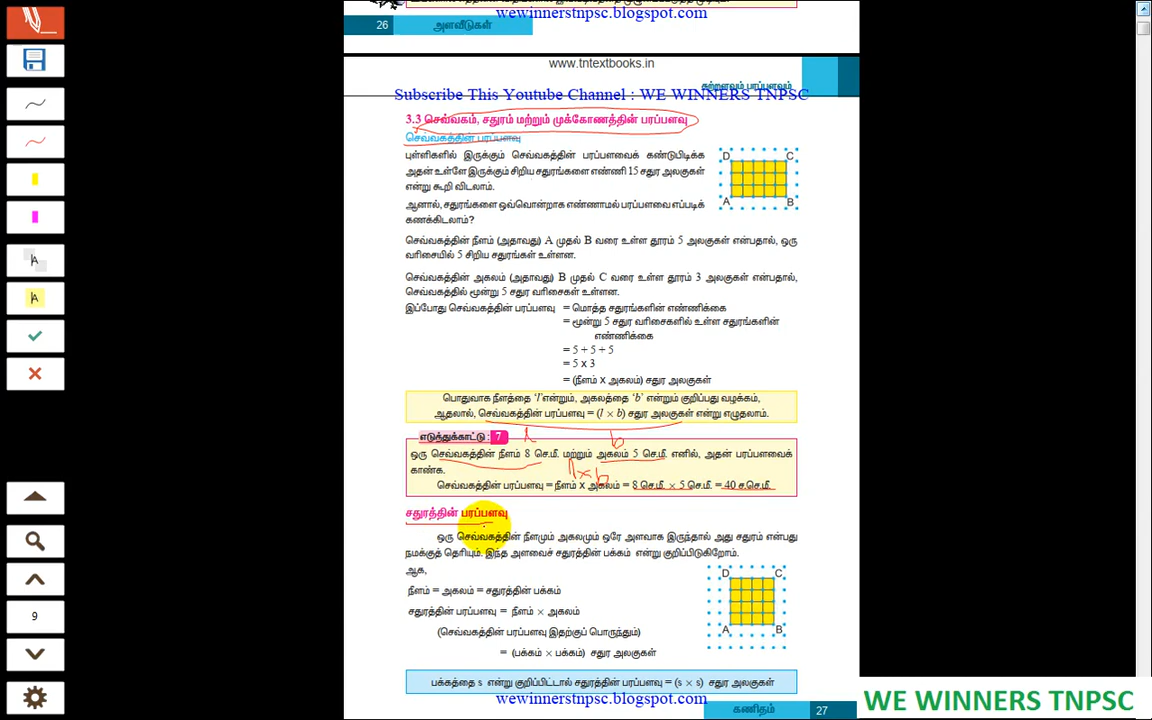 wewinnerstnpsc.blogspot.com
26 அளவீடுகள்
www.tntextbooks.in
சுற்றளவும் பரப்பளவும்
Subscribe This Youtube Channel : WE WINNERS TNPSC
3.3 செவ்வகம், சதுரம் மற்றும் முக்கோணத்தின் பரப்பளவு
செவ்வகத்தின் பரப்பளவு
புள்ளிகளில் இருக்கும் செவ்வகத்தின் பரப்பளவைக் கண்டுபிடிக்க
அதன் உள்ளே இருக்கும் சிறிய சதுரங்களை எண்ணி 15 சதுர அலகுகள்
என்று கூறி விடலாம்.
D C
A B
ஆனால், சதுரங்களை ஒவ்வொன்றாக எண்ணாமல் பரப்பளவை எப்படிக்
கணக்கிடலாம்?
செவ்வகத்தின் நீளம் (அதாவது) A முதல் B வரை உள்ள தூரம் 5 அலகுகள் என்பதால், ஒரு
வரிசையில் 5 சிறிய சதுரங்கள் உள்ளன.
செவ்வகத்தின் அகலம் (அதாவது) B முதல் C வரை உள்ள தூரம் 3 அலகுகள் என்பதால்,
செவ்வகத்தில் மூன்று 5 சதுர வரிசைகள் உள்ளன.
இப்போது செவ்வகத்தின் பரப்பளவு = மொத்த சதுரங்களின் எண்ணிக்கை
= மூன்று 5 சதுர வரிசைகளில் உள்ள சதுரங்களின்
எண்ணிக்கை
= 5 + 5 + 5
= 5 x 3
= (நீளம் x அகலம்) சதுர அலகுகள்
பொதுவாக நீளத்தை ‘l’ என்றும், அகலத்தை ‘b’ என்றும் குறிப்பது வழக்கம்,
ஆதலால், செவ்வகத்தின் பரப்பளவு = (l × b) சதுர அலகுகள் என்று எழுதலாம்.
எடுத்துக்காட்டு : 7
l b
ஒரு செவ்வகத்தின் நீளம் 8 செ.மீ. மற்றும் அகலம் 5 செ.மீ. எனில், அதன் பரப்பளவைக்
காண்க.
l × b
செவ்வகத்தின் பரப்பளவு = நீளம் x அகலம் = 8 செ.மீ. × 5 செ.மீ. = 40 ச.செ.மீ.
சதுரத்தின் பரப்பளவு
ஒரு செவ்வகத்தின் நீளமும் அகலமும் ஒரே அளவாக இருந்தால் அது சதுரம் என்பது
நமக்குத் தெரியும். இந்த அளவைச் சதுரத்தின் பக்கம் என்று குறிப்பிடுகிறோம்.
ஆக,
D C
A B
நீளம் = அகலம் = சதுரத்தின் பக்கம்
சதுரத்தின் பரப்பளவு = நீளம் × அகலம்
(செவ்வகத்தின் பரப்பளவு இதற்குப் பொருந்தும்)
= (பக்கம் × பக்கம்) சதுர அலகுகள்
பக்கத்தை s என்று குறிப்பிட்டால் சதுரத்தின் பரப்பளவு = (s × s) சதுர அலகுகள்
wewinnerstnpsc.blogspot.com
கணிதம் 27
WE WINNERS TNPSC
A
A
9